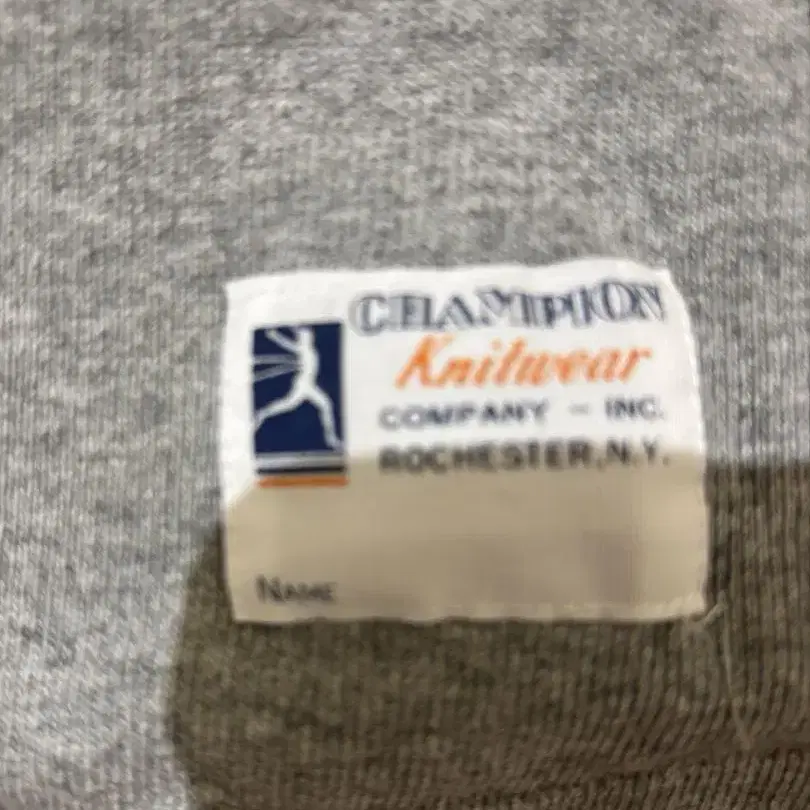 CHAMPION
Knitwear
COMPANY – INC.
ROCHESTER, N.Y.
NAME